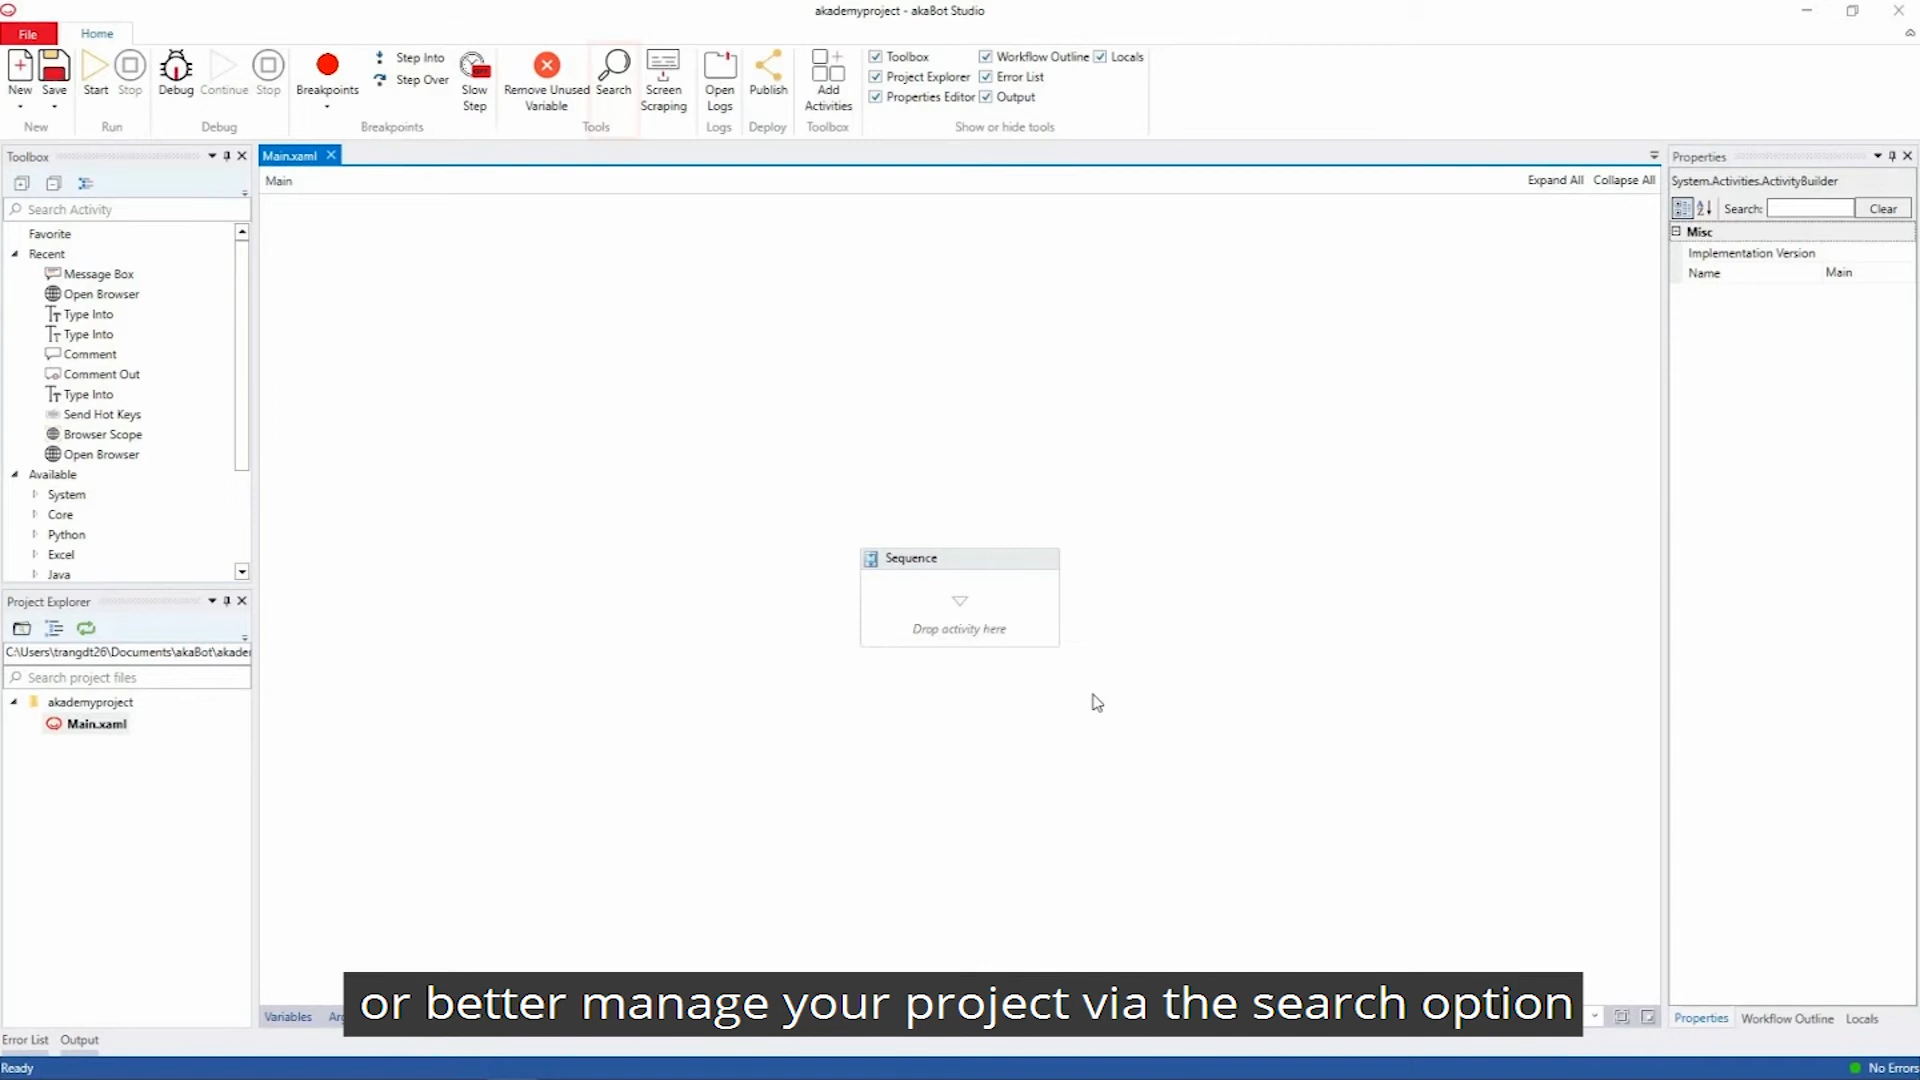 akademyproject - akaBot Studio
File
Home
New
Save
Start
Stop
Debug
Continue
Stop
Breakpoints
Step Into
Step Over
Slow
Step
Remove Unused
Variable
Search
Screen
Scraping
Open
Logs
Publish
Add
Activities
Toolbox
Project Explorer
Properties Editor
Workflow Outline
Error List
Output
Locals
New
Run
Debug
Breakpoints
Tools
Logs
Deploy
Toolbox
Show or hide tools
Toolbox
Search Activity
Favorite
Recent
Message Box
Open Browser
Type Into
Type Into
Comment
Comment Out
Type Into
Send Hot Keys
Browser Scope
Open Browser
Available
System
Core
Python
Excel
Java
Project Explorer
C:\Users\trangdt26\Documents\akaBot\akader
Search project files
akademyproject
Main.xaml
Main.xaml
Main
Expand All
Collapse All
Sequence
Drop activity here
Properties
System.Activities.ActivityBuilder
Search:
Clear
Misc
Implementation Version
Name
Main
or better manage your project via the search option
Variables
Properties
Workflow Outline
Locals
Error List
Output
Ready
No Errors